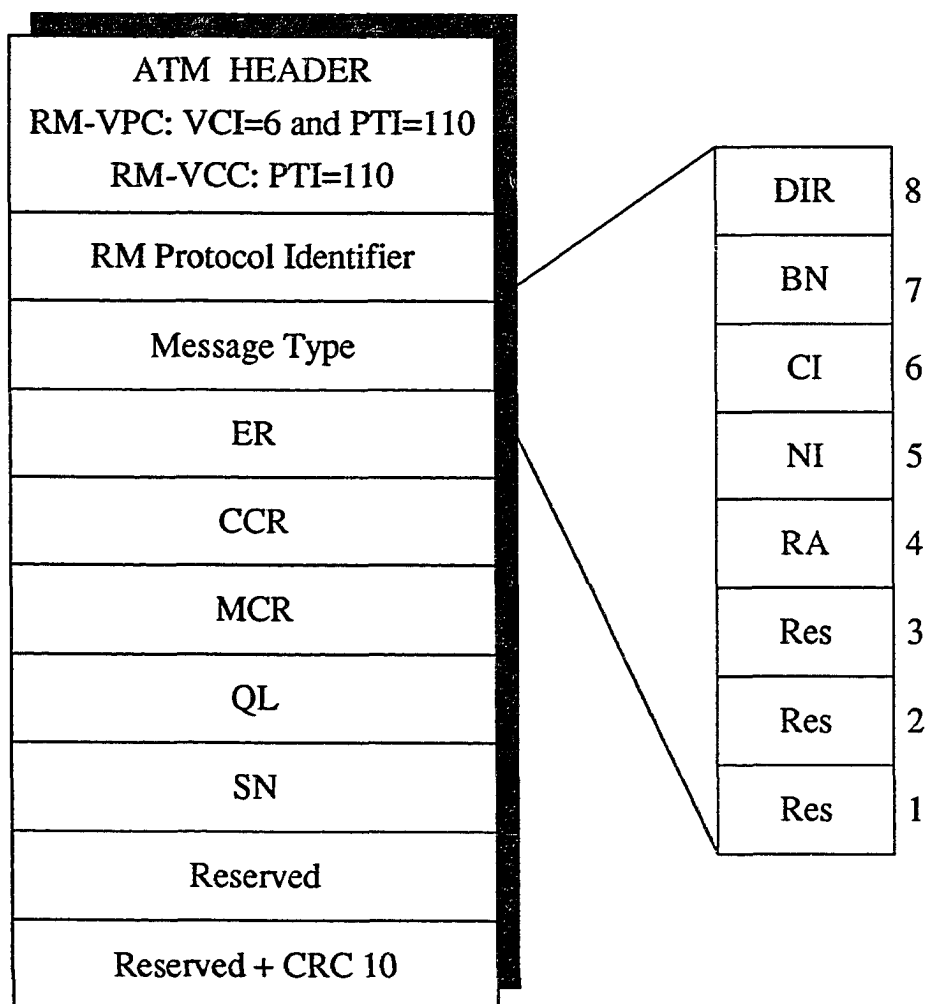 ATM HEADER
RM-VPC: VCI=6 and PTI=110
RM-VCC: PTI=110
RM Protocol Identifier
Message Type
ER
CCR
MCR
QL
SN
Reserved
Reserved + CRC 10
DIR 8
BN 7
CI 6
NI 5
RA 4
Res 3
Res 2
Res 1